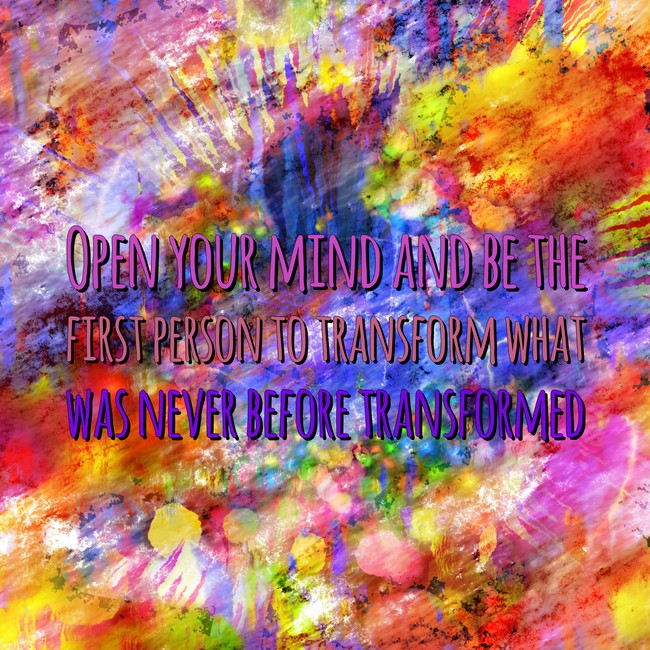 Open your mind and be the
first person to transform what
was never before transformed